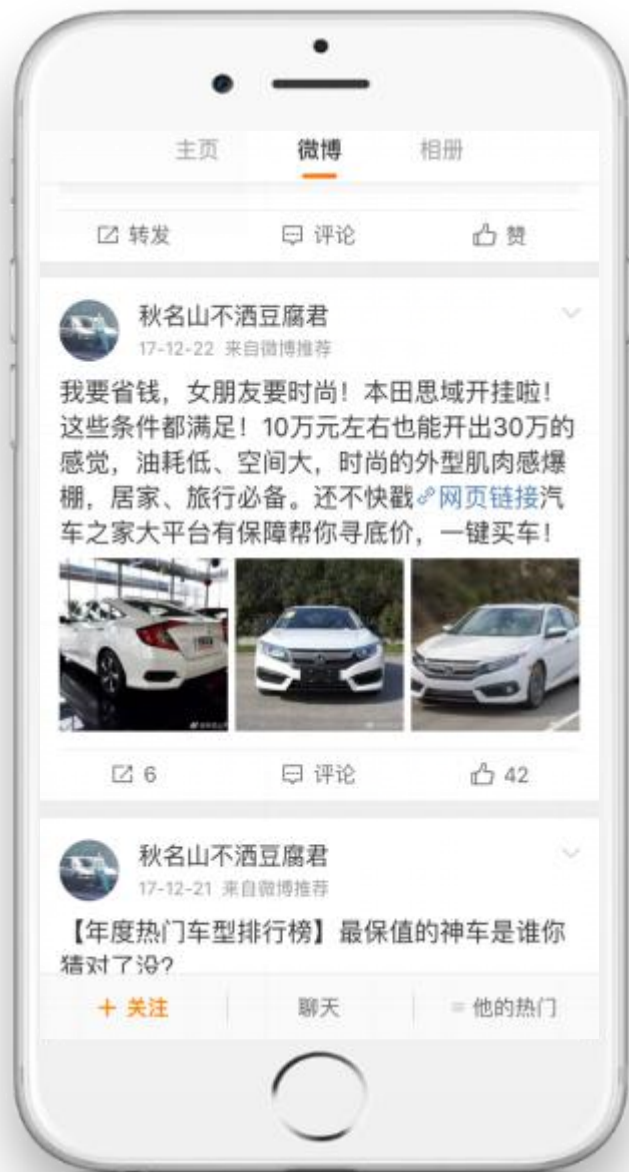 主页 微博 相册
转发 评论 赞
秋名山不洒豆腐君
17-12-22 来自微博推荐
我要省钱，女朋友要时尚！本田思域开挂啦！
这些条件都满足！10万元左右也能开出30万的
感觉，油耗低、空间大，时尚的外型肌肉感爆
棚，居家、旅行必备。还不快戳网页链接汽
车之家大平台有保障帮你寻底价，一键买车！
6 评论 42
秋名山不洒豆腐君
17-12-21 来自微博推荐
【年度热门车型排行榜】最保值的神车是谁你
猜对了没?
+ 关注 聊天 ≡ 他的热门